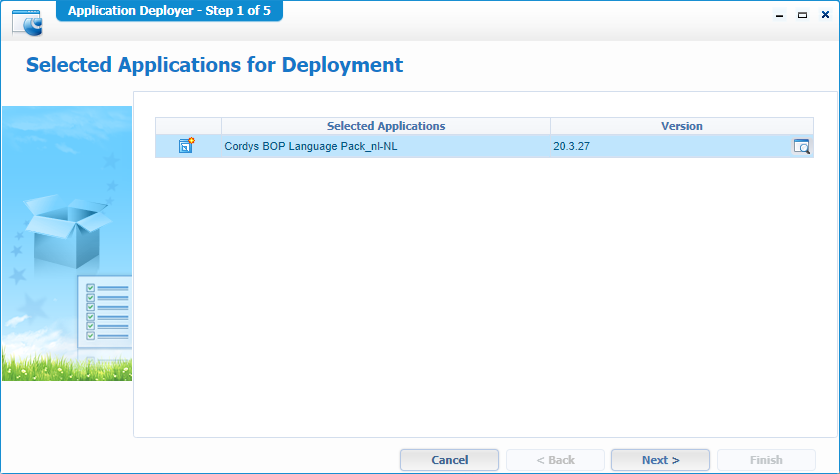 Application Deployer - Step 1 of 5
Selected Applications for Deployment
Selected Applications Version
Cordys BOP Language Pack_nl-NL 20.3.27
Cancel < Back Next > Finish